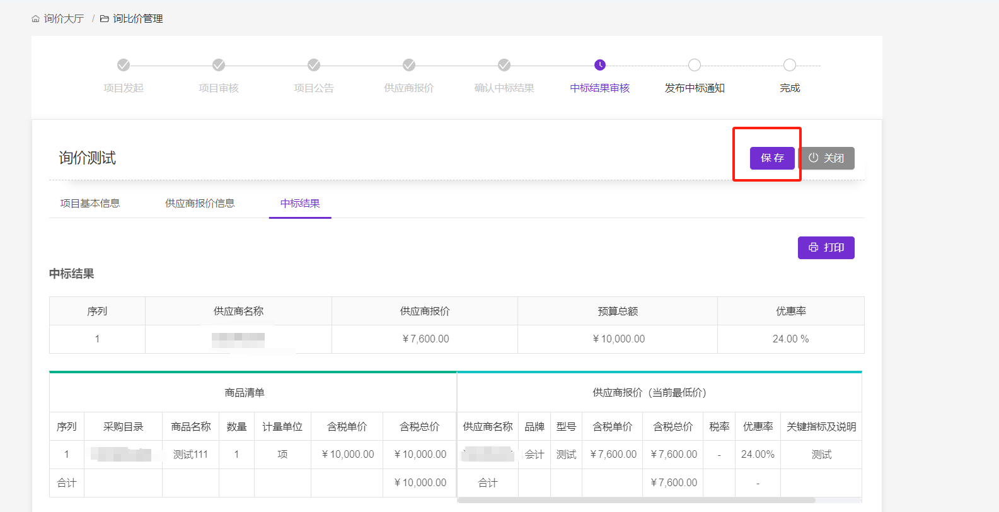 询价大厅 / 询比价管理
项目发起 项目审核 项目公告 供应商报价 确认中标结果 中标结果审核 发布中标通知 完成
询价测试 保存 关闭
项目基本信息 供应商报价信息 中标结果
打印
中标结果
序列 供应商名称 供应商报价 预算总额 优惠率
1 ￥7,600.00 ￥10,000.00 24.00 %
商品清单 供应商报价（当前最低价）
序列 采购目录 商品名称 数量 计量单位 含税单价 含税总价 供应商名称 品牌 型号 含税单价 含税总价 税率 优惠率 关键指标及说明
1 测试111 1 项 ￥10,000.00 ￥10,000.00 会计 测试 ￥7,600.00 ￥7,600.00 - 24.00% 测试
合计 ￥10,000.00 合计 ￥7,600.00 -